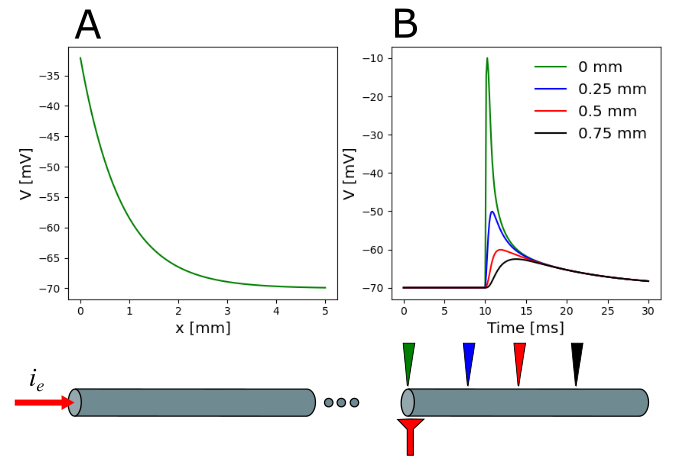 A
B
V [mV]
−35
−40
−45
−50
−55
−60
−65
−70
0 1 2 3 4 5
x [mm]
V [mV]
−10
−20
−30
−40
−50
−60
−70
0 mm
0.25 mm
0.5 mm
0.75 mm
0 5 10 15 20 25 30
Time [ms]
i_e